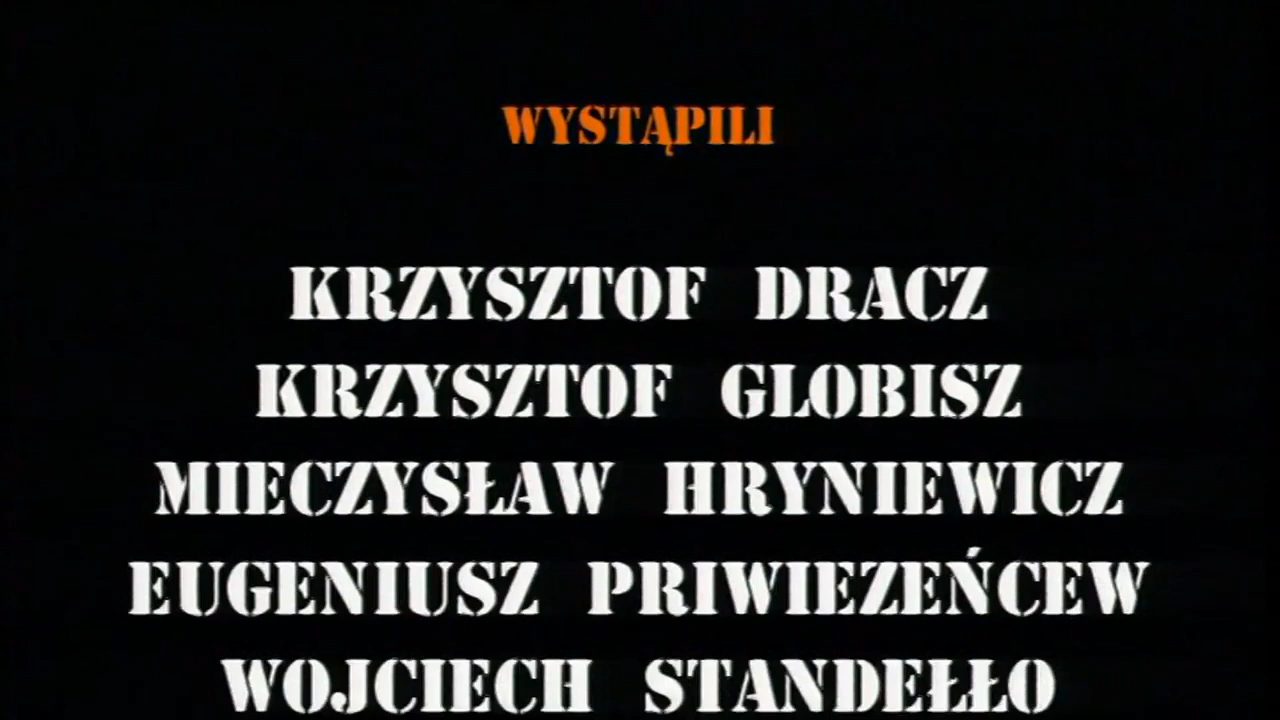 WYSTĄPILI
KRZYSZTOF DRACZ
KRZYSZTOF GLOBISZ
MIECZYSŁAW HRYNIEWICZ
EUGENIUSZ PRIWIEZEŃCEW
WOJCIECH STANDEŁŁO